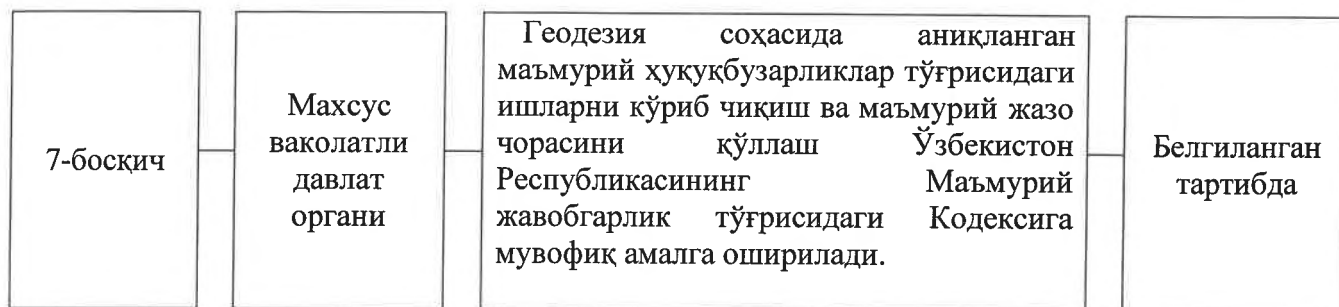 7-босқич
Махсус
ваколатли
давлат
органи
Геодезия соҳасида аниқланган
маъмурий ҳуқуқбузарликлар тўғрисидаги
ишларни кўриб чиқиш ва маъмурий жазо
чорасини қўллаш Ўзбекистон
Республикасининг Маъмурий
жавобгарлик тўғрисидаги Кодексига
мувофиқ амалга оширилади.
Белгиланган
тартибда